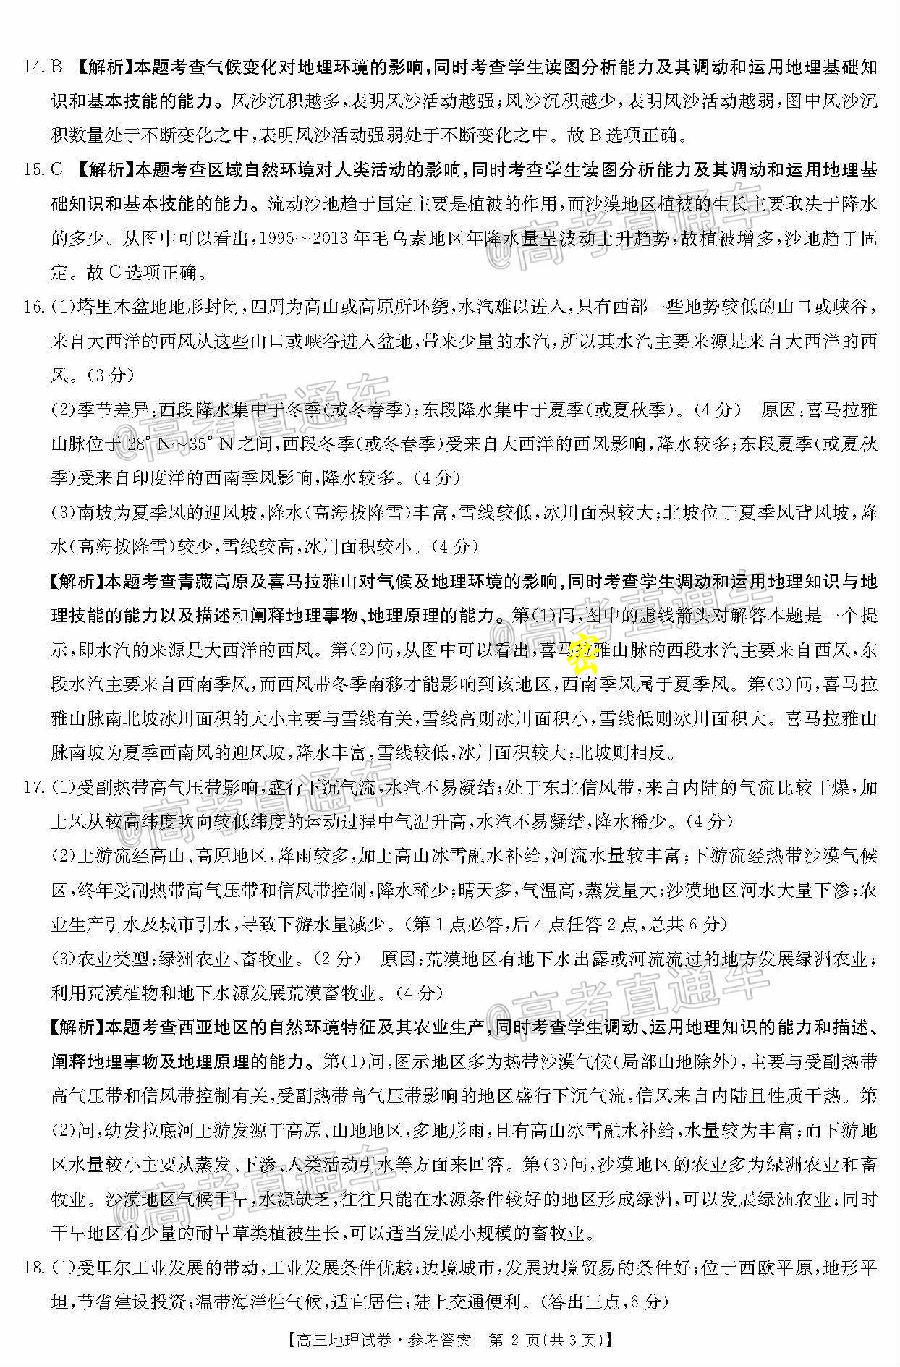 14. B 【解析】本题考查气候变化对地理环境的影响,同时考查学生读图分析能力及其调动和运用地理基础知
识和基本技能的能力。风沙沉积越多,表明风沙活动越强;风沙沉积越少,表明风沙活动越弱,图中风沙沉
积数量处于不断变化之中,表明风沙活动强弱处于不断变化之中。故 B 选项正确。
15. C 【解析】本题考查区域自然环境对人类活动的影响,同时考查学生读图分析能力及其调动和运用地理基
础知识和基本技能的能力。流动沙地趋于固定主要是植被的作用,而沙漠地区植被的生长主要取决于降水
的多少。从图中可以看出,1995~2013 年毛乌素地区年降水量呈波动上升趋势,故植被增多,沙地趋于固
定。故 C 选项正确。
@高考直通车
16. (1)塔里木盆地地形封闭,四周为高山或高原所环绕,水汽难以进入,只有西部一些地势较低的山口或峡谷,
来自大西洋的西风从这些山口或峡谷进入盆地,带来少量的水汽,所以其水汽主要来源是来自大西洋的西
风。(3 分)
@高考直通车
(2)季节差异:西段降水集中于冬季(或冬春季);东段降水集中于夏季(或夏秋季)。(4 分) 原因:喜马拉雅
山脉位于 28°N~35°N 之间,西段冬季(或冬春季)受来自大西洋的西风影响,降水较多;东段夏季(或夏秋
季)受来自印度洋的西南季风影响,降水较多。(4 分)
(3)南坡为夏季风的迎风坡,降水(高海拔降雪)丰富,雪线较低,冰川面积较大;北坡位于夏季风背风坡,降
水(高海拔降雪)较少,雪线较高,冰川面积较小。(4 分)
【解析】本题考查青藏高原及喜马拉雅山对气候及地理环境的影响,同时考查学生调动和运用地理知识与地
理技能的能力以及描述和阐释地理事物、地理原理的能力。第(1)问,图中的虚线箭头对解答本题是一个提
@高考直通车
示,即水汽的来源是大西洋的西风。第(2)问,从图中可以看出,喜马雅山脉的西段水汽主要来自西风,东
密
段水汽主要来自西南季风,而西风带冬季南移才能影响到该地区,西南季风属于夏季风。第(3)问,喜马拉
雅山脉南北坡冰川面积的大小主要与雪线有关,雪线高则冰川面积小,雪线低则冰川面积大。喜马拉雅山
脉南坡为夏季西南风的迎风坡,降水丰富,雪线较低,冰川面积较大;北坡则相反。
17. (1)受副热带高气压带影响,盛行下沉气流,水汽不易凝结;处于东北信风带,来自内陆的气流比较干燥,加
@高考直通车
上风从较高纬度吹向较低纬度的运动过程中气温升高,水汽不易凝结,降水稀少。(4 分)
(2)上游流经高山、高原地区,降雨较多,加上高山冰雪融水补给,河流水量较丰富;下游流经热带沙漠气候
区,终年受副热带高气压带和信风带控制,降水稀少;晴天多,气温高,蒸发量大;沙漠地区河水大量下渗;农
业生产引水及城市引水,导致下游水量减少。(第 1 点必答,后 4 点任答 2 点,总共 6 分)
(3)农业类型:绿洲农业、畜牧业。(2 分) 原因:荒漠地区有地下水出露或河流流过的地方发展绿洲农业;
利用荒漠植物和地下水源发展荒漠畜牧业。(4 分)
@高考直通车
【解析】本题考查西亚地区的自然环境特征及其农业生产,同时考查学生调动、运用地理知识的能力和描述、
阐释地理事物及地理原理的能力。第(1)问,图示地区多为热带沙漠气候(局部山地除外),主要与受副热带
高气压带和信风带控制有关,受副热带高气压带控制的地区盛行下沉气流,信风来自内陆且性质干热。第
(2)问,幼发拉底河上游发源于高原、山地地区,多地形雨,且有高山冰雪融水补给,水量较为丰富;而下游地
区水量较小主要从蒸发、下渗、人类活动引水等方面来回答。第(3)问,沙漠地区的农业多为绿洲农业和畜
牧业。沙漠地区气候干旱,水源缺乏,往往只能在水源条件较好的地区形成绿洲,可以发展绿洲农业;同时
@高考直通车
干旱地区有少量的耐旱草类植被生长,可以适当发展小规模的畜牧业。
18. (1)受鲁尔工业发展的带动,工业发展条件优越;边境城市,发展边境贸易的条件好;位于西欧平原,地形平
坦,节省建设投资;温带海洋性气候,适宜居住;陆上交通便利。(答出三点,6 分)
【高三地理试卷·参考答案 第 2 页(共 3 页)】